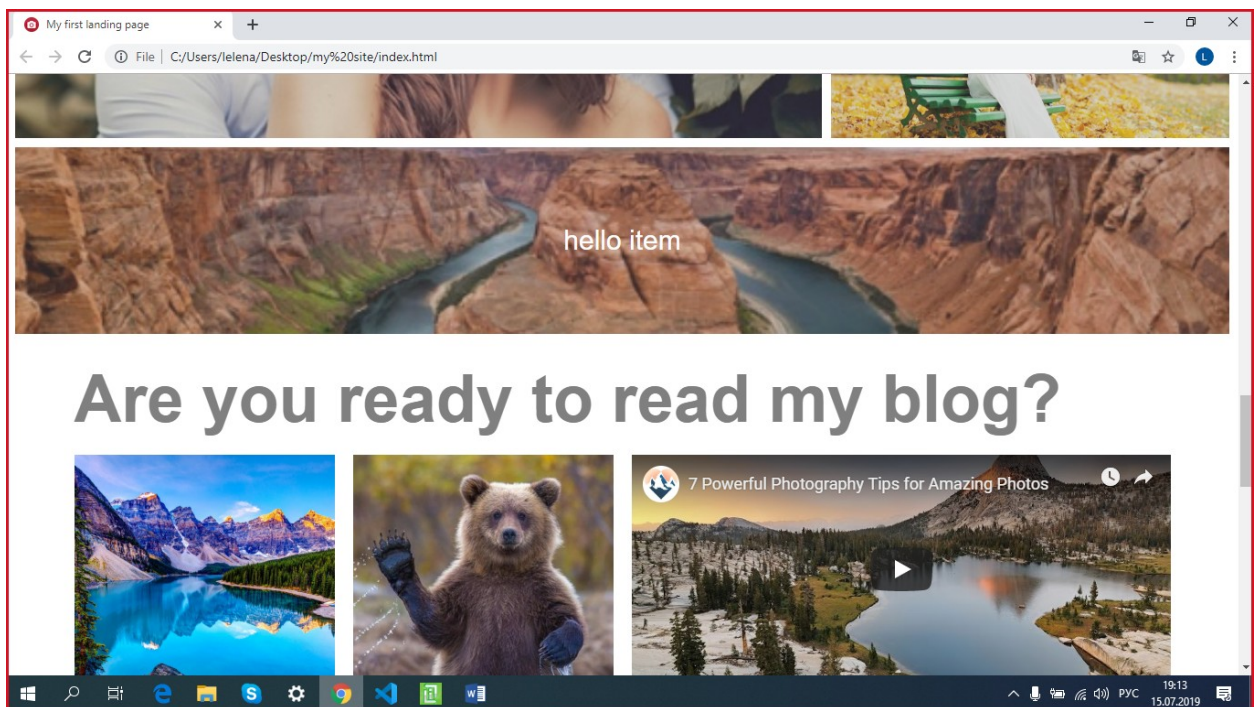 My first landing page
File | C:/Users/lelena/Desktop/my%20site/index.html
L
hello item
Are you ready to read my blog?
7 Powerful Photography Tips for Amazing Photos
РУС
19:13
15.07.2019